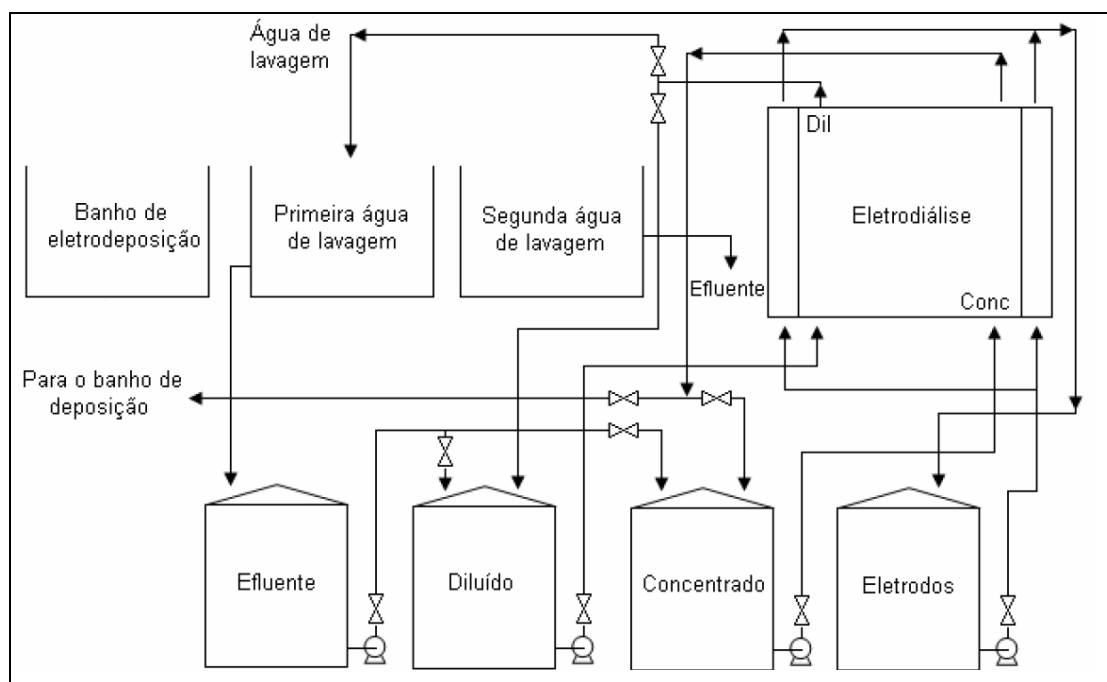 Água de
lavagem
Dil
Banho de
eletrodeposição
Primeira água
de lavagem
Segunda água
de lavagem
Eletrodiálise
Efluente
Conc
Para o banho de
deposição
Efluente
Diluído
Concentrado
Eletrodos